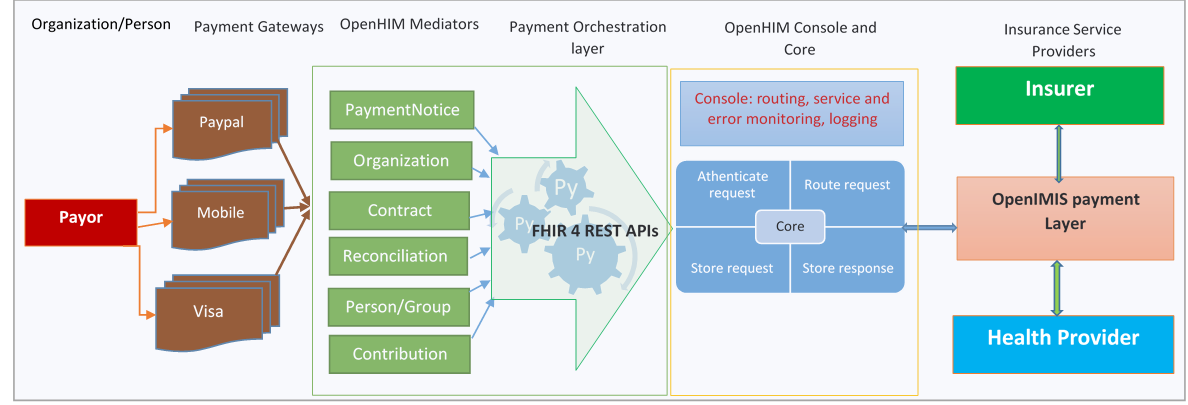 Organization/Person
Payment Gateways
OpenHIM Mediators
Payment Orchestration
layer
OpenHIM Console and
Core
Insurance Service
Providers
Payor
Paypal
Mobile
Visa
PaymentNotice
Organization
Contract
Reconciliation
Person/Group
Contribution
Py
Py
FHIR 4 REST APIs
Py
Console: routing, service and
error monitoring, logging
Athenticate
request
Route request
Core
Store request
Store response
Insurer
OpenIMIS payment
Layer
Health Provider